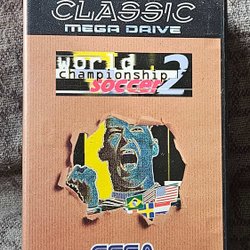 CLASSIC
MEGA DRIVE
world
championship
soccer 2
SEGA